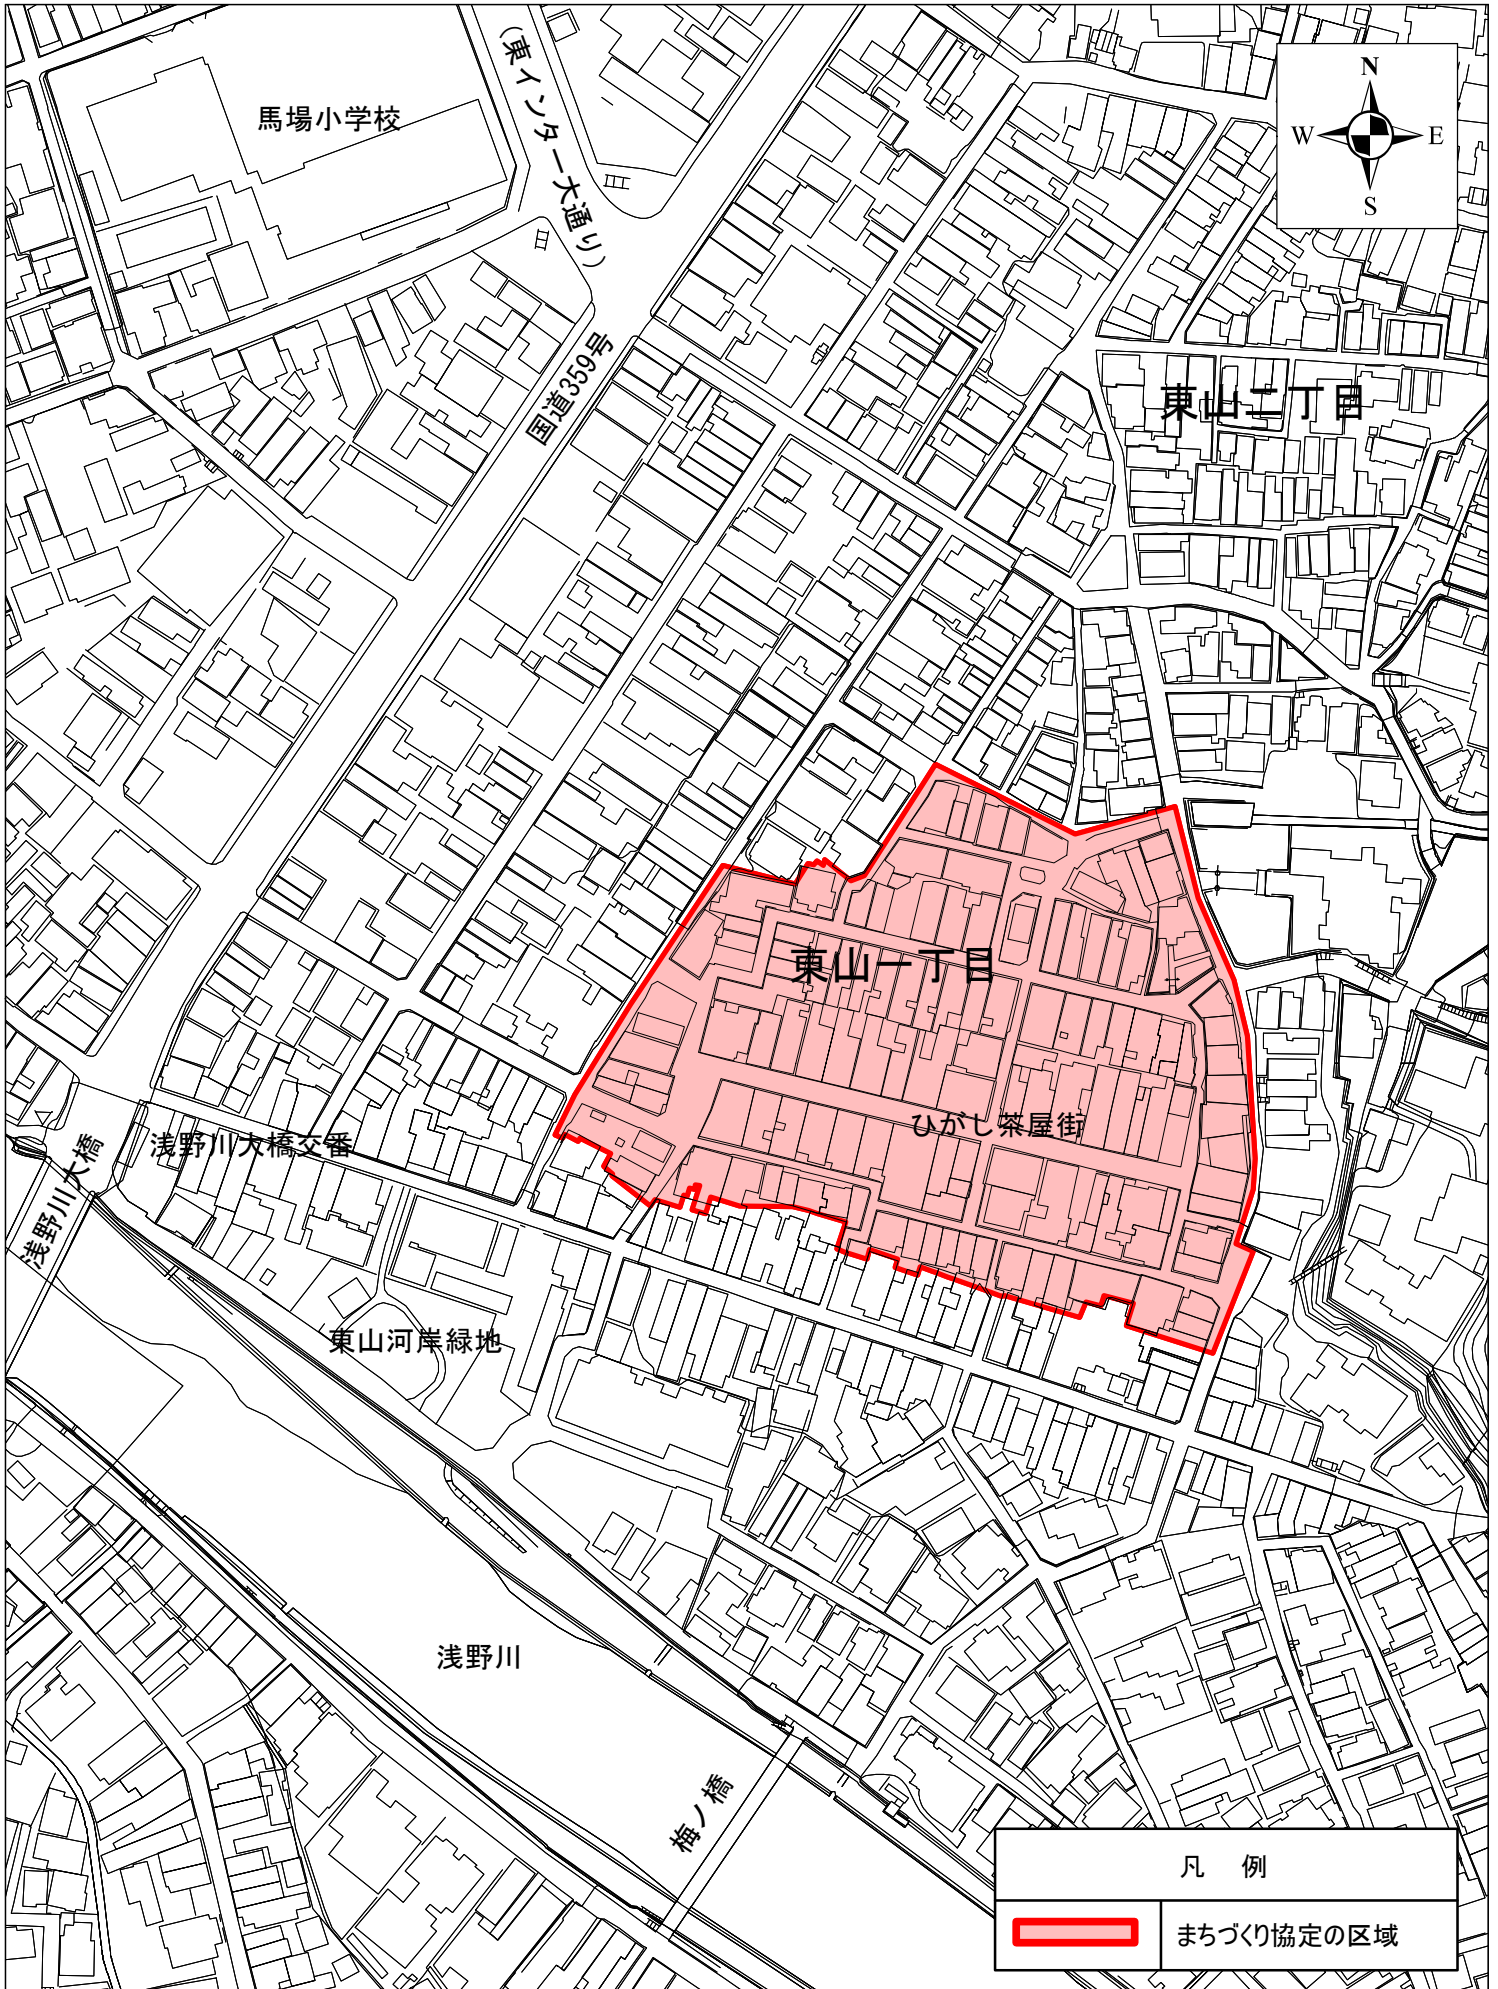 N
W E
S
馬場小学校
(東インター大通り)
国道359号
東山二丁目
東山一丁目
ひがし茶屋街
浅野川大橋交番
浅野川大橋
東山河岸緑地
浅野川
梅ノ橋
凡 例
まちづくり協定の区域